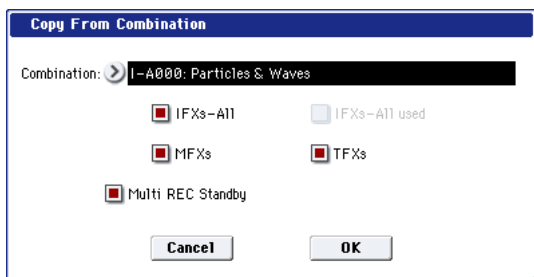 Copy From Combination
Combination: I-A000: Particles & Waves
IFXs-All IFXs-All used
MFXs TFXs
Multi REC Standby
Cancel OK